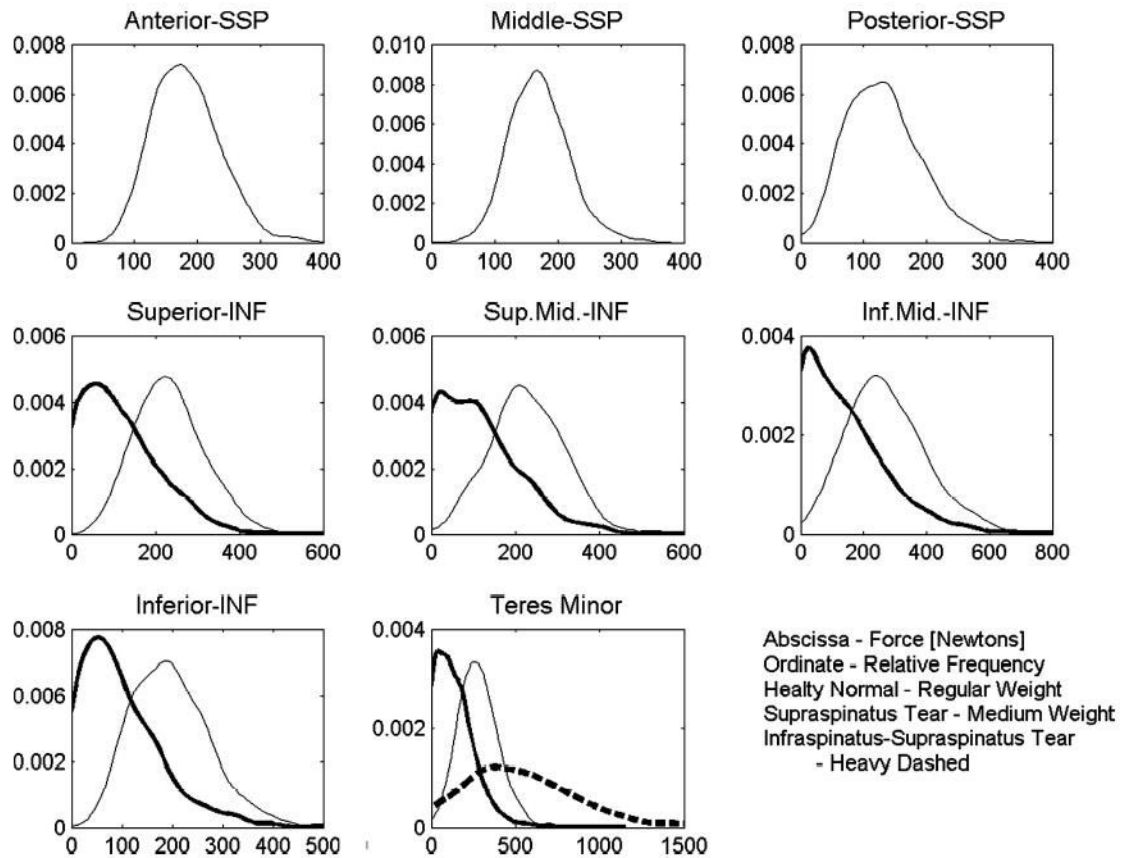 Anterior-SSP
Middle-SSP
Posterior-SSP
0.008
0.006
0.004
0.002
0
0 100 200 300 400
0.010
0.008
0.006
0.004
0.002
0
0 100 200 300 400
0.008
0.006
0.004
0.002
0
0 100 200 300 400
Superior-INF
Sup.Mid.-INF
Inf.Mid.-INF
0.006
0.004
0.002
0
0 200 400 600
0.006
0.004
0.002
0
0 200 400 600
0.004
0.002
0
0 200 400 600 800
Inferior-INF
Teres Minor
0.008
0.006
0.004
0.002
0
0 100 200 300 400 500
0.004
0.002
0
0 500 1000 1500
Abscissa - Force [Newtons]
Ordinate - Relative Frequency
Healty Normal - Regular Weight
Supraspinatus Tear - Medium Weight
Infraspinatus-Supraspinatus Tear
- Heavy Dashed